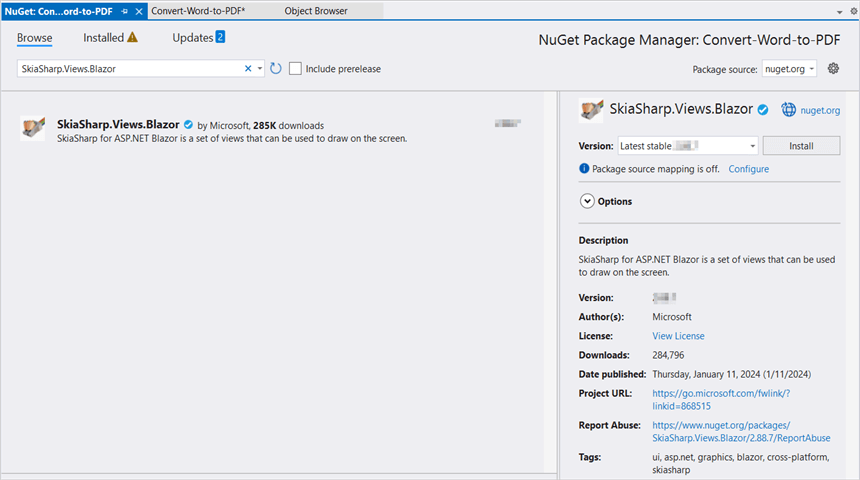 NuGet: Con...ord-to-PDF
Convert-Word-to-PDF*
Object Browser
Browse
Installed
Updates 2
NuGet Package Manager: Convert-Word-to-PDF
SkiaSharp.Views.Blazor
Include prerelease
Package source: nuget.org
SkiaSharp.Views.Blazor by Microsoft, 285K downloads
SkiaSharp for ASP.NET Blazor is a set of views that can be used to draw on the screen.
SkiaSharp.Views.Blazor
nuget.org
Version: Latest stable
Install
Package source mapping is off. Configure
Options
Description
SkiaSharp for ASP.NET Blazor is a set of views that can be used
to draw on the screen.
Version:
Author(s): Microsoft
License: View License
Downloads: 284,796
Date published: Thursday, January 11, 2024 (1/11/2024)
Project URL: https://go.microsoft.com/fwlink/?
linkid=868515
Report Abuse: https://www.nuget.org/packages/
SkiaSharp.Views.Blazor/2.88.7/ReportAbuse
Tags: ui, asp.net, graphics, blazor, cross-platform,
skiasharp